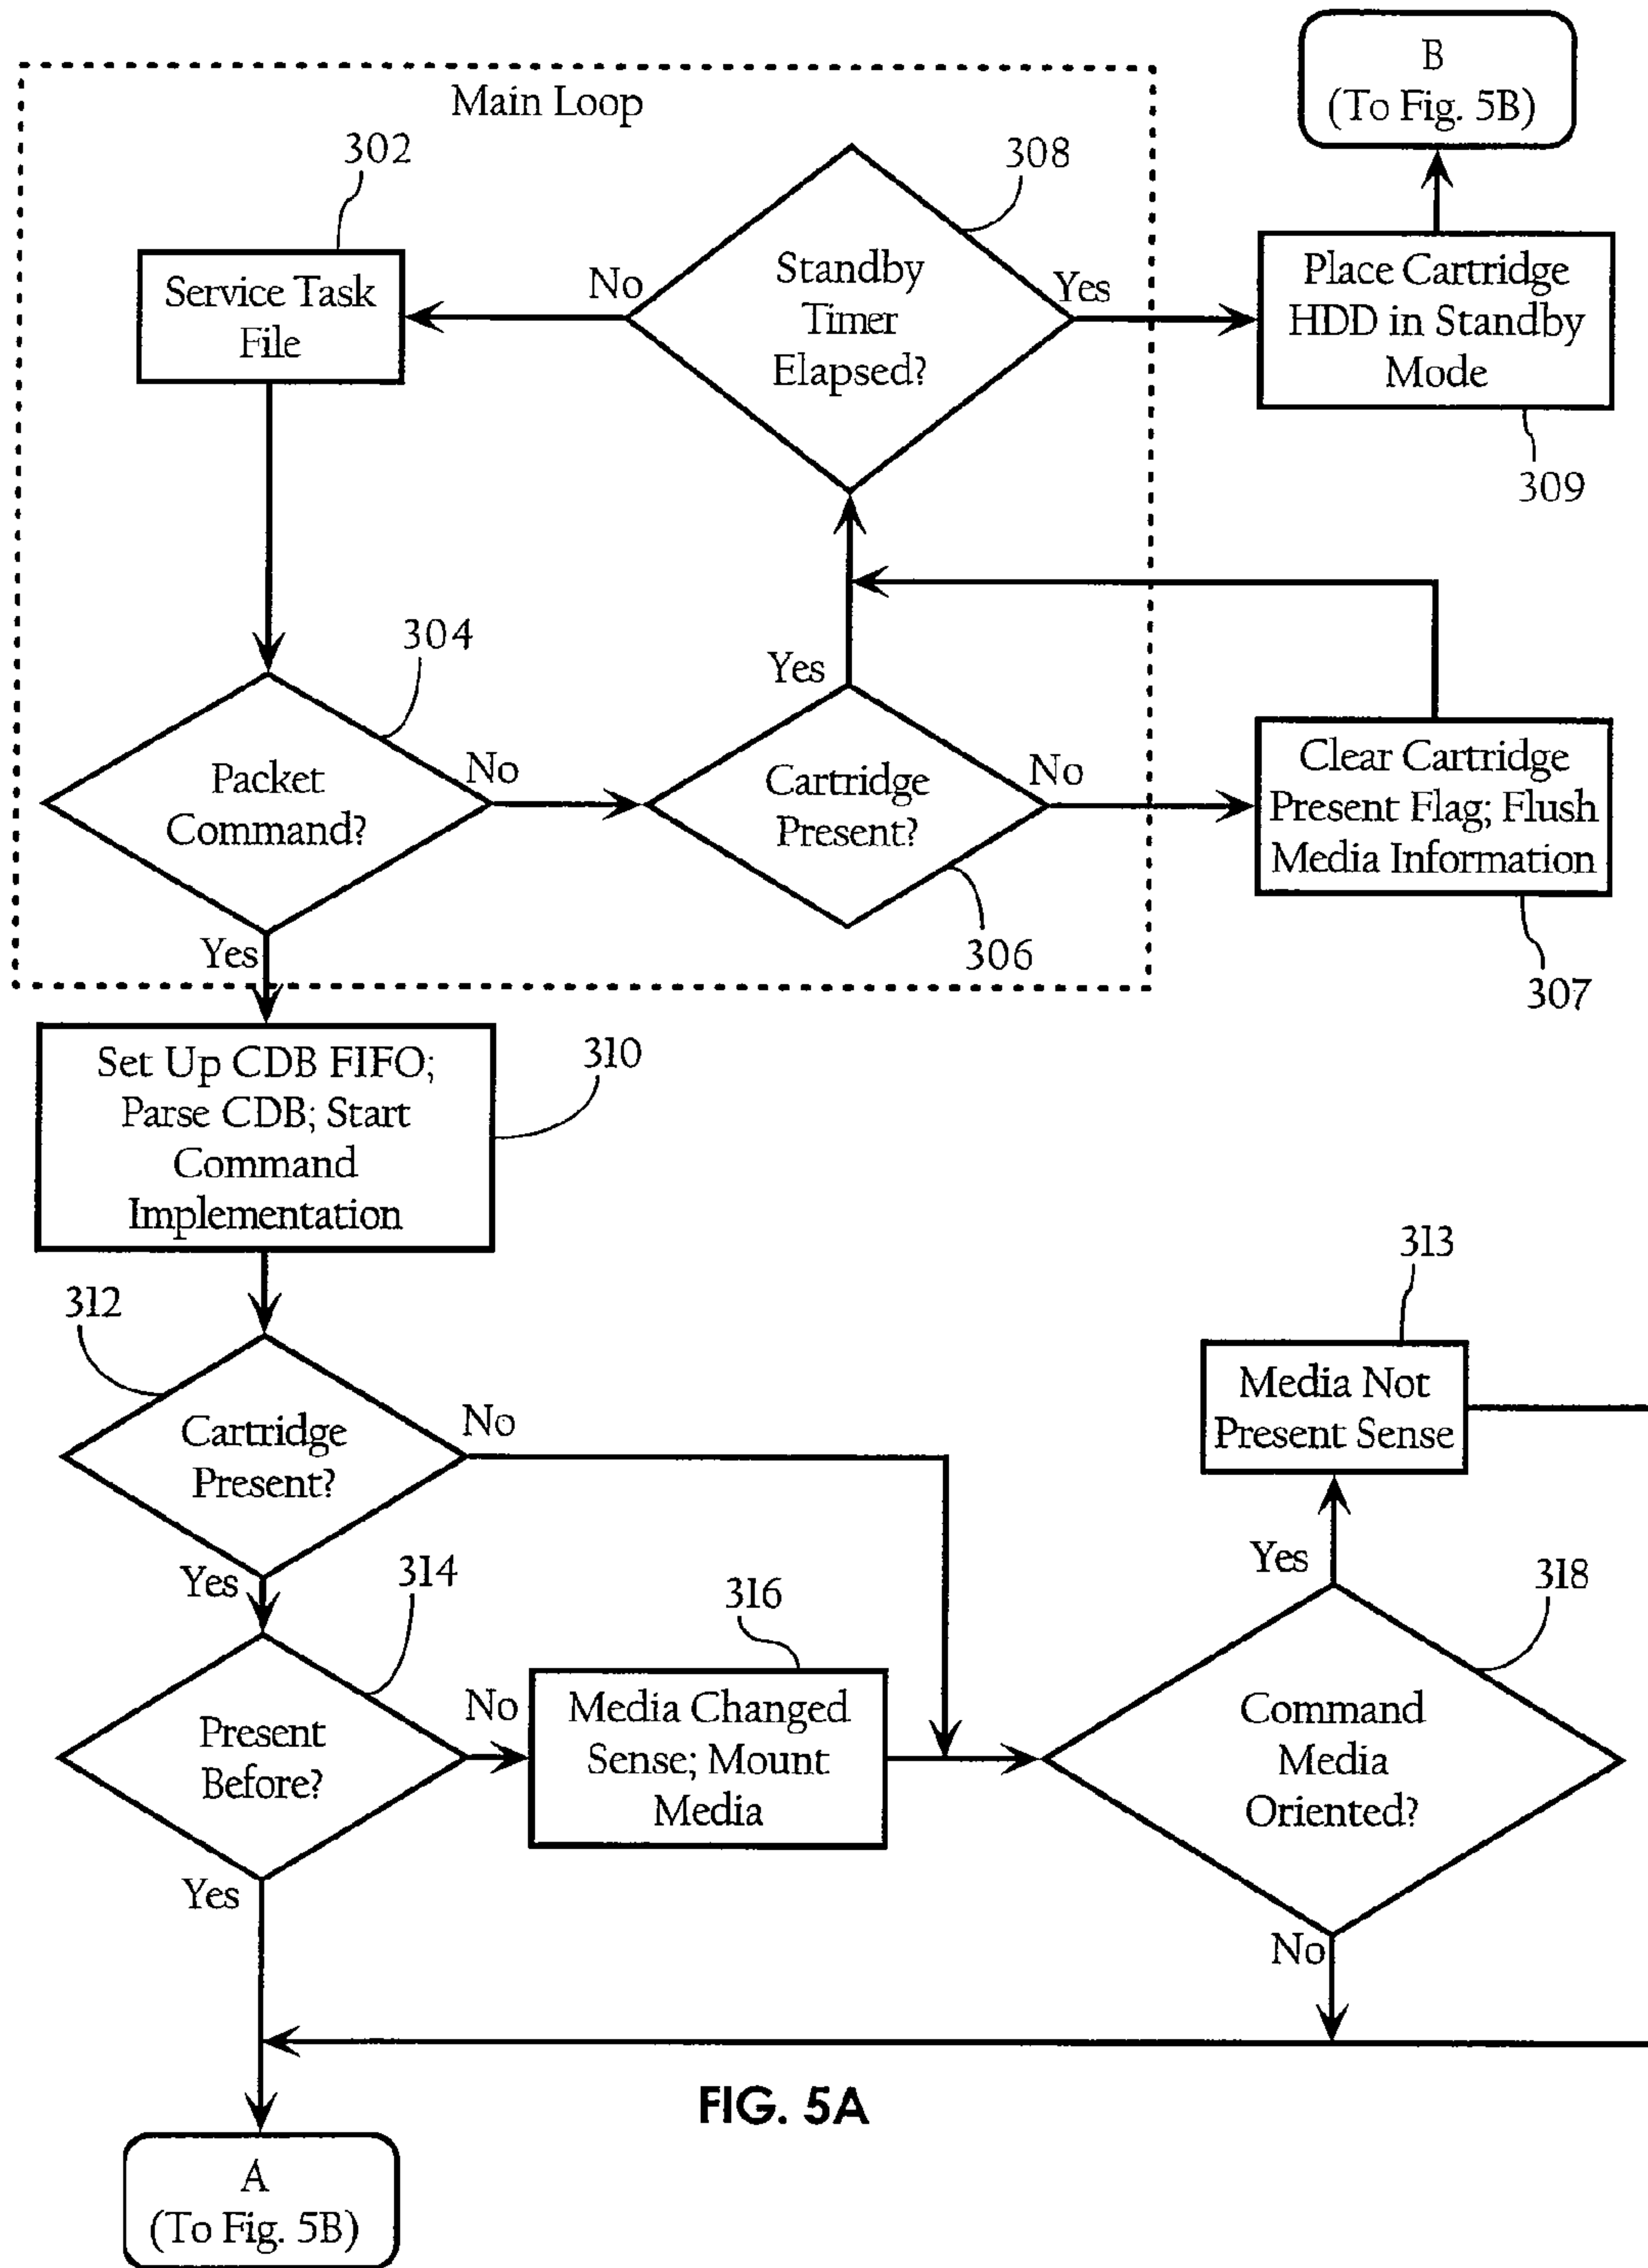 Main Loop
B
(To Fig. 5B)
302
308
Service Task
File
No
Standby
Timer
Elapsed?
Yes
Place Cartridge
HDD in Standby
Mode
309
304
Yes
Packet
Command?
No
Cartridge
Present?
No
Clear Cartridge
Present Flag; Flush
Media Information
Yes
306
307
Set Up CDB FIFO;
Parse CDB; Start
Command
Implementation
310
313
312
Cartridge
Present?
No
Media Not
Present Sense
Yes
314
316
Yes
318
Present
Before?
No
Media Changed
Sense; Mount
Media
Command
Media
Oriented?
Yes
No
FIG. 5A
A
(To Fig. 5B)